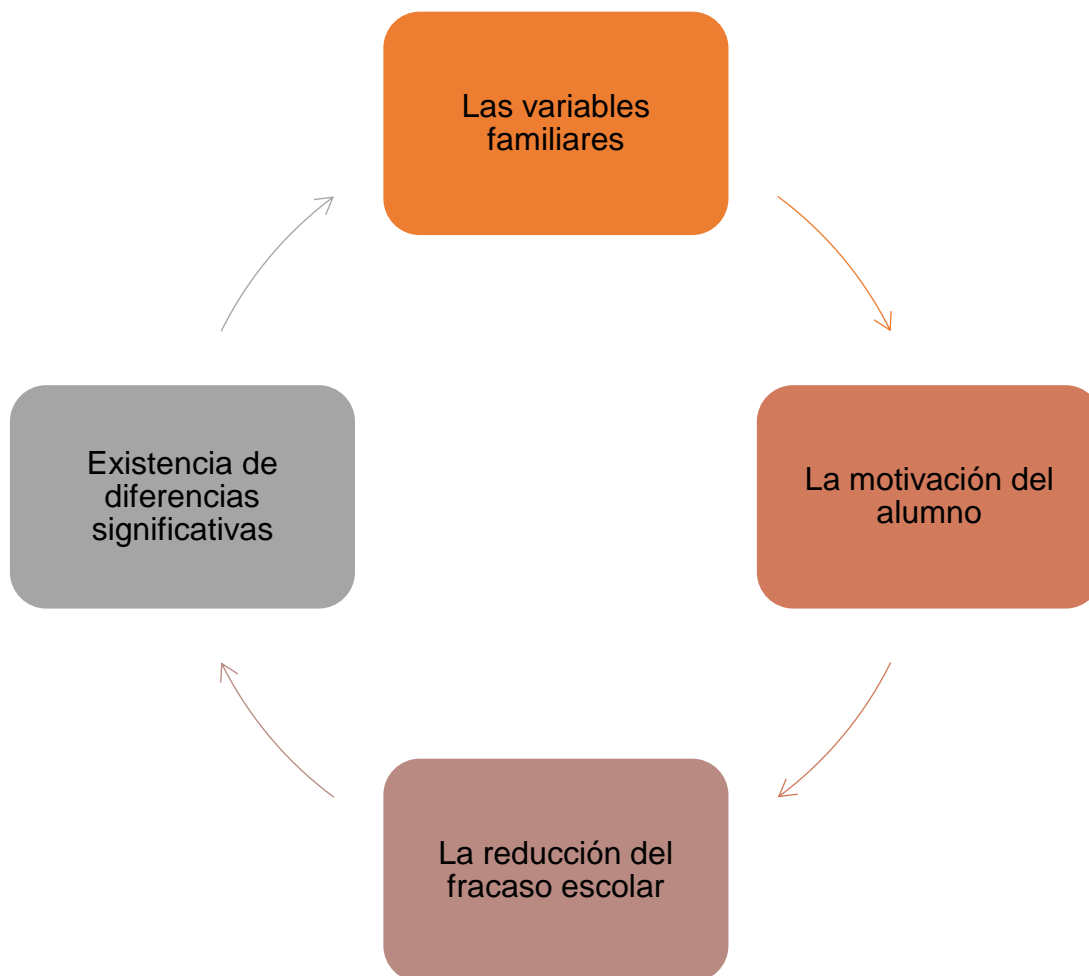 Las variables
familiares
La motivación del
alumno
La reducción del
fracaso escolar
Existencia de
diferencias
significativas